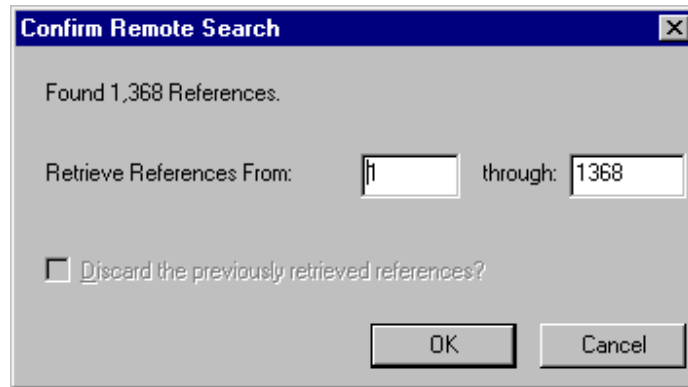 Confirm Remote Search
Found 1,368 References.
Retrieve References From: 1 through: 1368
Discard the previously retrieved references?
OK Cancel